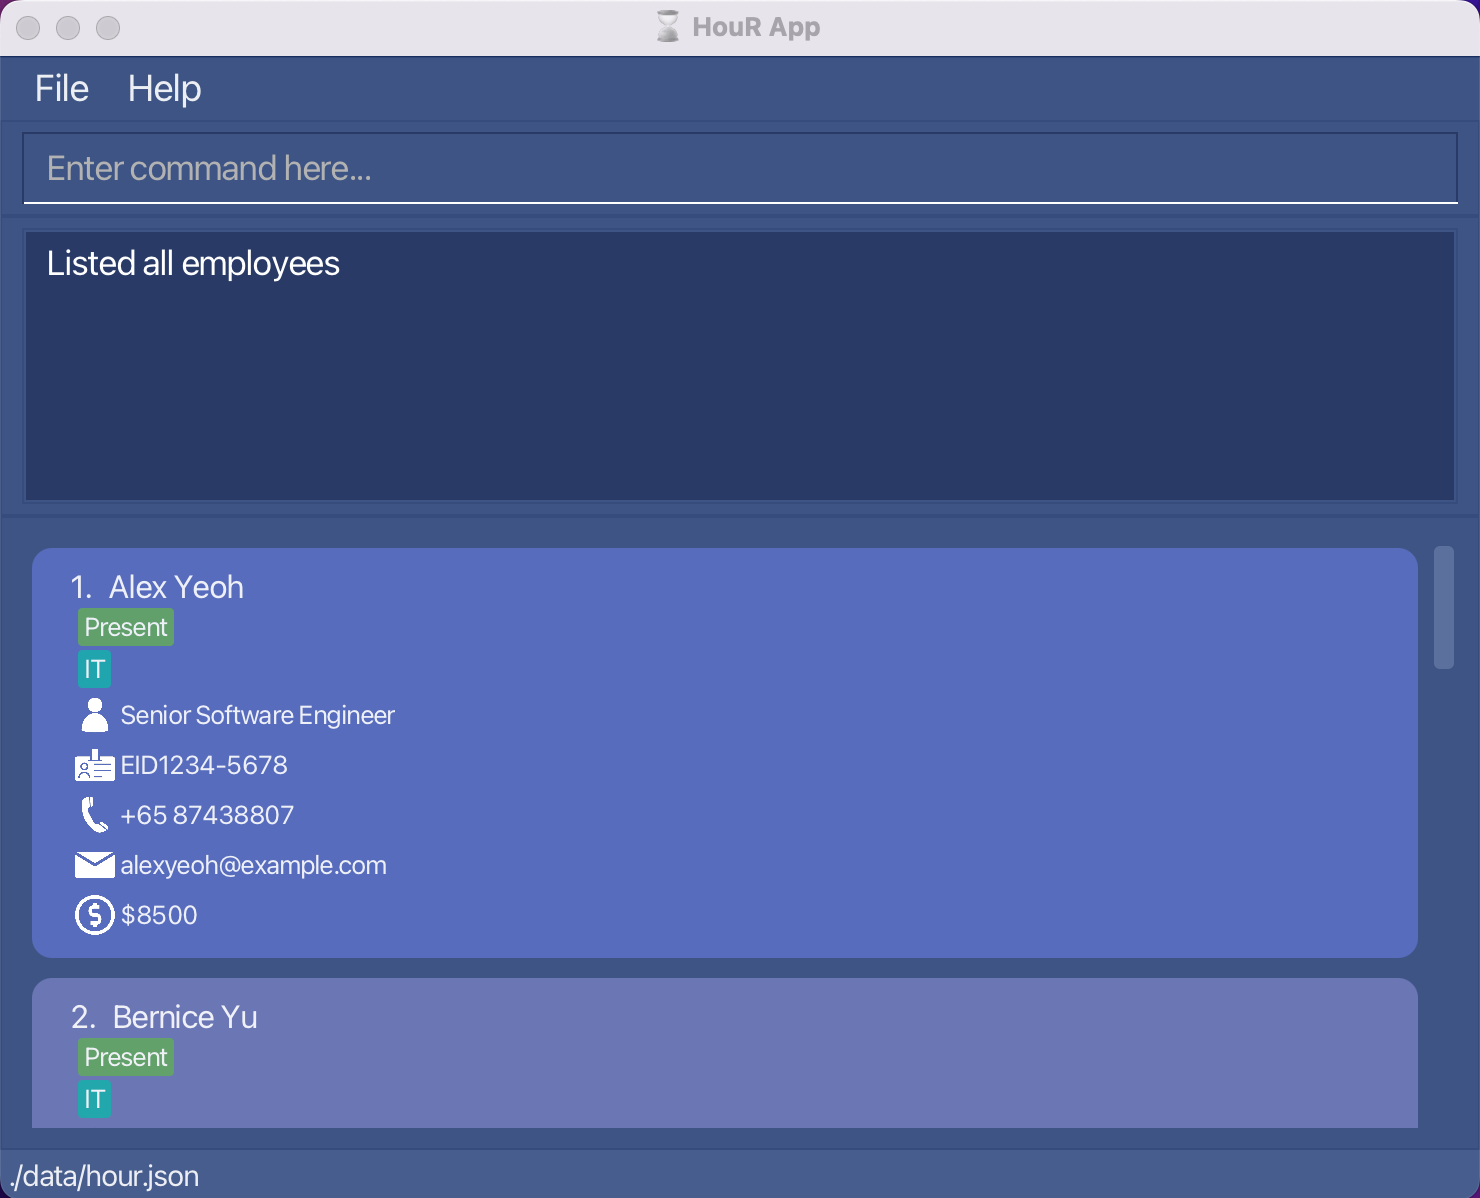 HouR App
File Help
Enter command here...
Listed all employees
1. Alex Yeoh
Present
IT
Senior Software Engineer
EID1234-5678
+65 87438807
alexyeoh@example.com
$8500
2. Bernice Yu
Present
IT
./data/hour.json